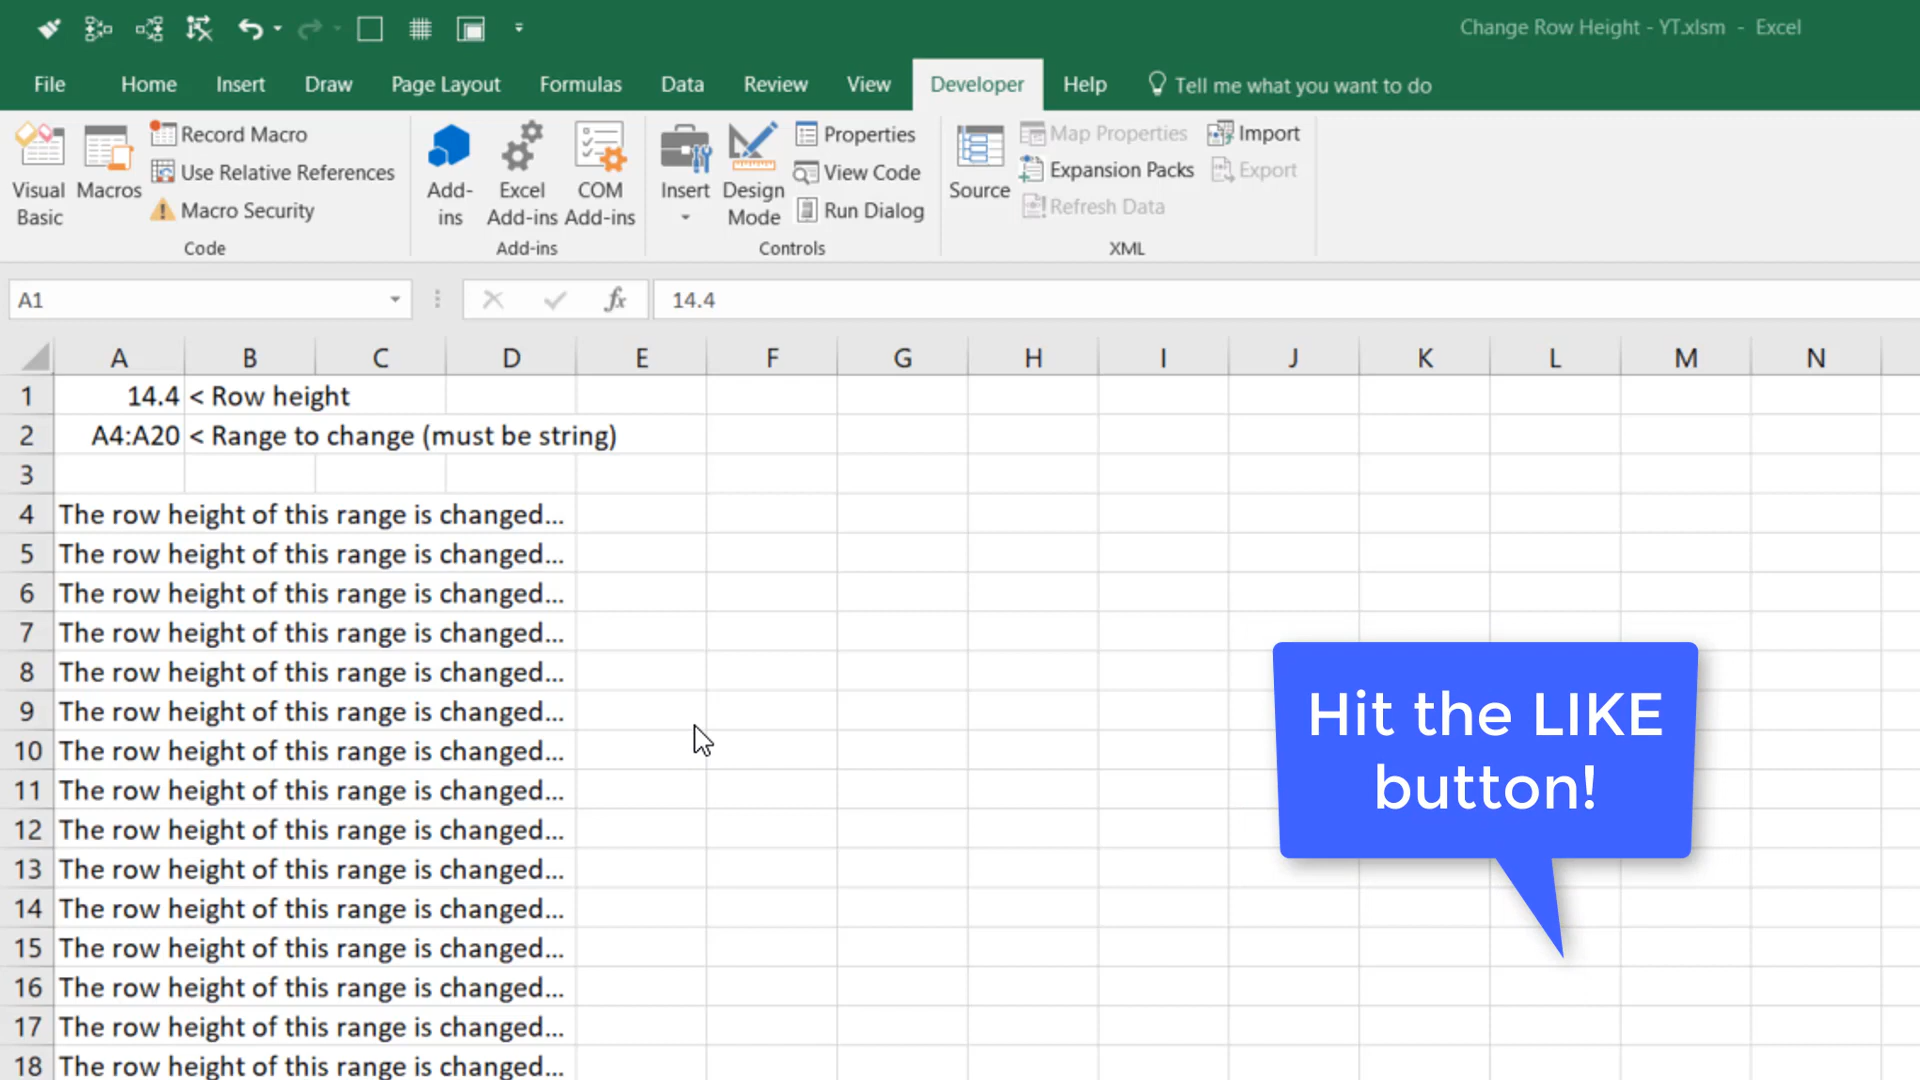 Change Row Height - YT.xlsm - Excel
File Home Insert Draw Page Layout Formulas Data Review View Developer Help Tell me what you want to do
Visual Basic
Macros
Record Macro
Use Relative References
Macro Security
Code
Add-ins
Excel Add-ins
COM Add-ins
Add-ins
Insert
Design Mode
Properties
View Code
Run Dialog
Controls
Source
Map Properties
Expansion Packs
Refresh Data
Import
Export
XML
A1 fx 14.4
A B C D E F G H I J K L M N
1 14.4 < Row height
2 A4:A20 < Range to change (must be string)
3
4 The row height of this range is changed...
5 The row height of this range is changed...
6 The row height of this range is changed...
7 The row height of this range is changed...
8 The row height of this range is changed...
9 The row height of this range is changed...
10 The row height of this range is changed...
11 The row height of this range is changed...
12 The row height of this range is changed...
13 The row height of this range is changed...
14 The row height of this range is changed...
15 The row height of this range is changed...
16 The row height of this range is changed...
17 The row height of this range is changed...
18 The row height of this range is changed...
Hit the LIKE
button!